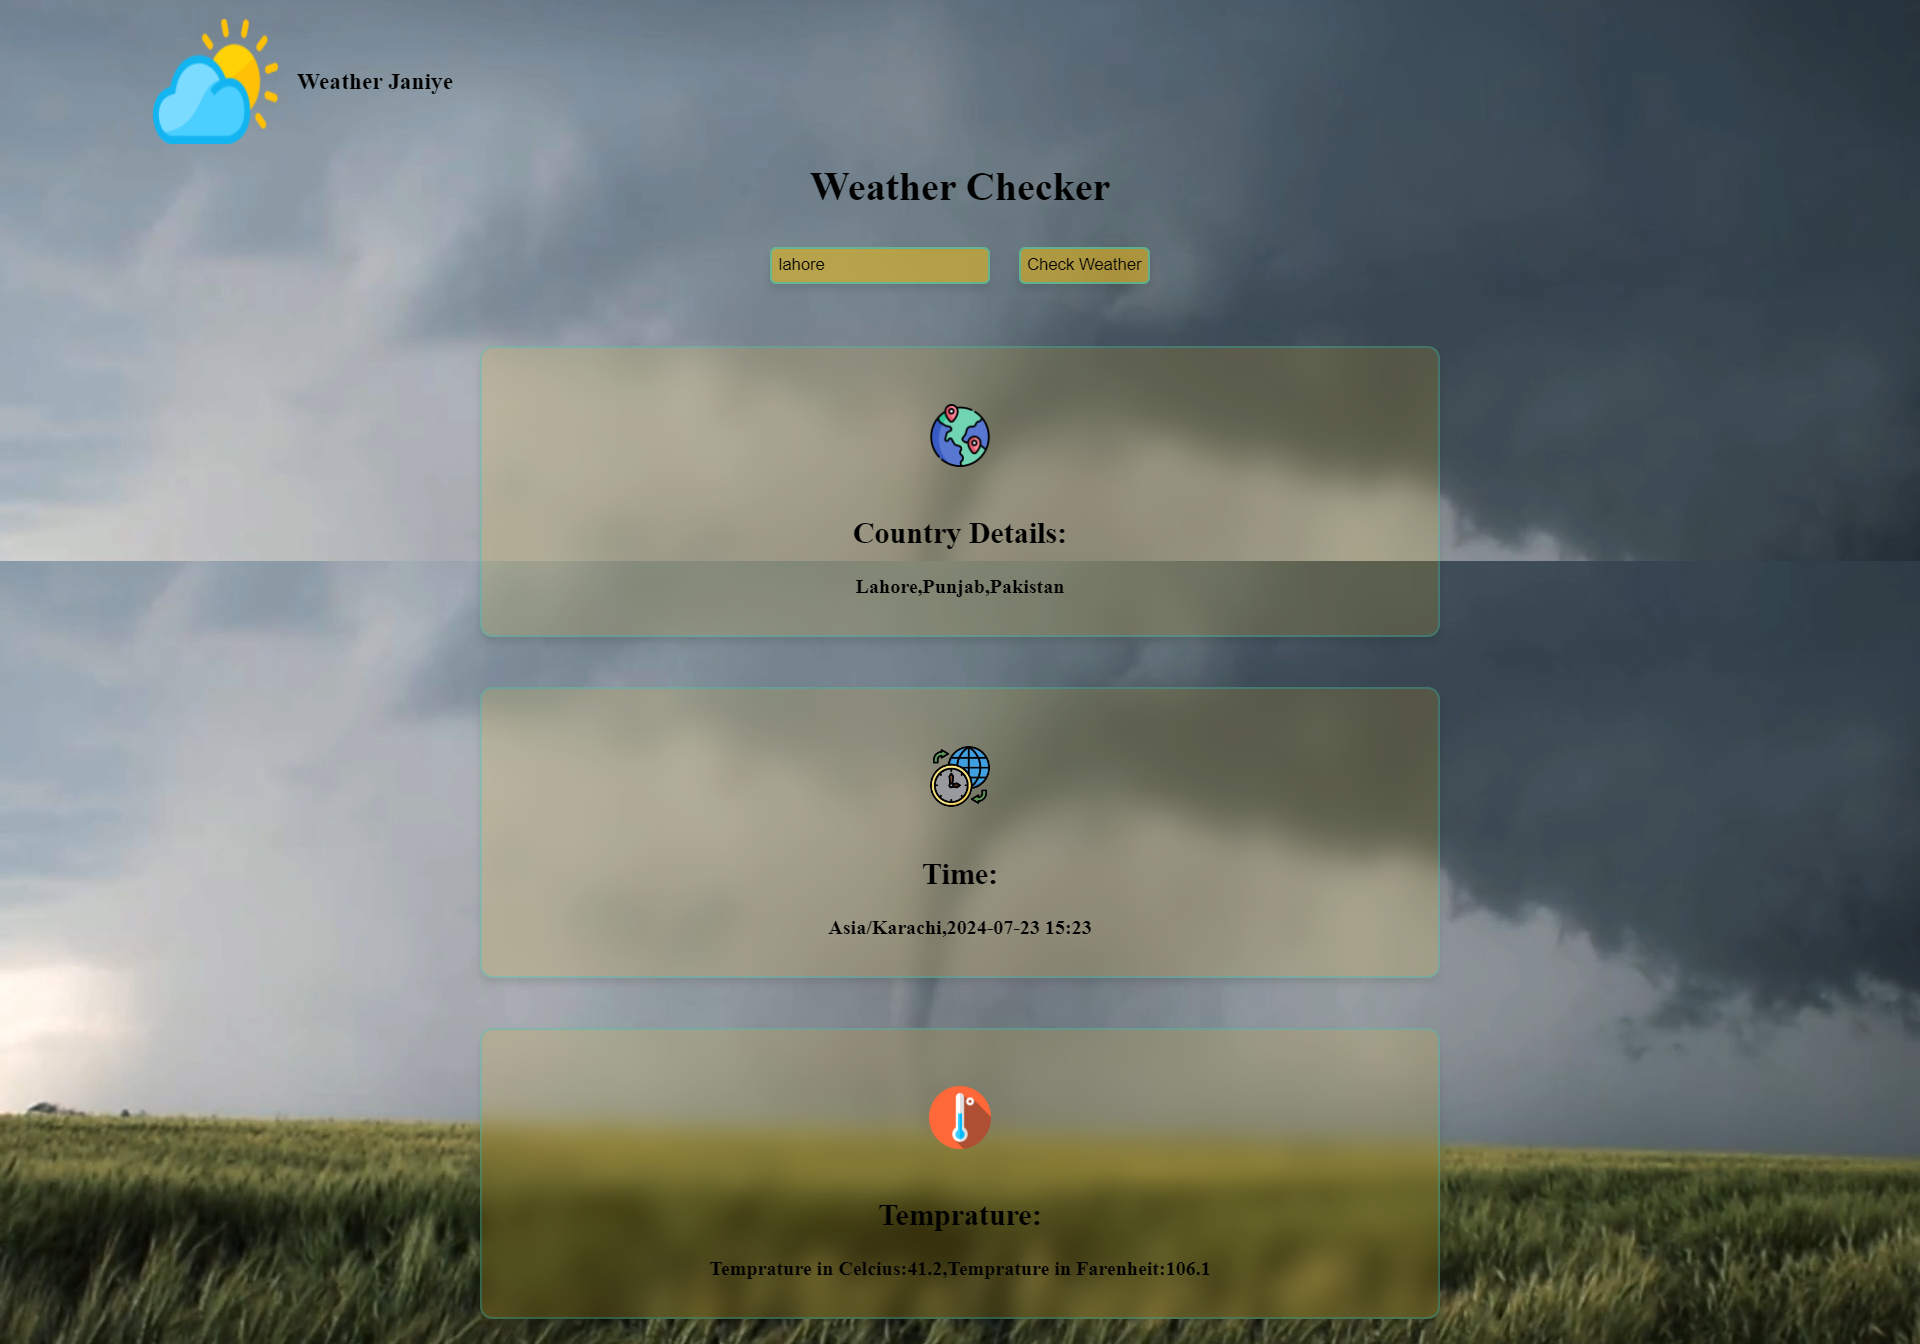 Weather Janiye
Weather Checker
lahore
Check Weather
Country Details:
Lahore,Punjab,Pakistan
Time:
Asia/Karachi,2024-07-23 15:23
Temprature:
Temprature in Celcius:41.2,Temprature in Farenheit:106.1